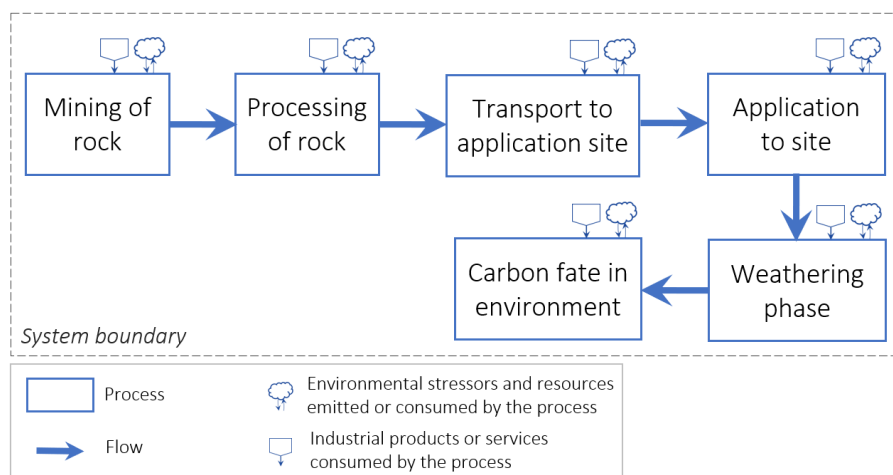 Mining of
rock
Processing
of rock
Transport to
application site
Application
to site
Carbon fate in
environment
Weathering
phase
System boundary
Process
Environmental stressors and resources
emitted or consumed by the process
Flow
Industrial products or services
consumed by the process